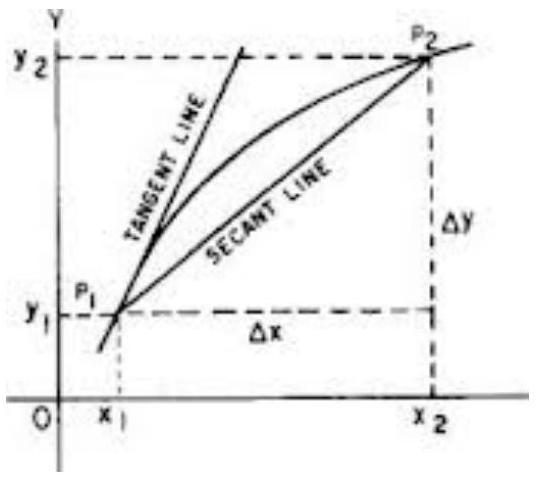 Y
P2
y2
TANGENT LINE
SECANT LINE
Δy
P1
y1
Δx
O
x1
x2